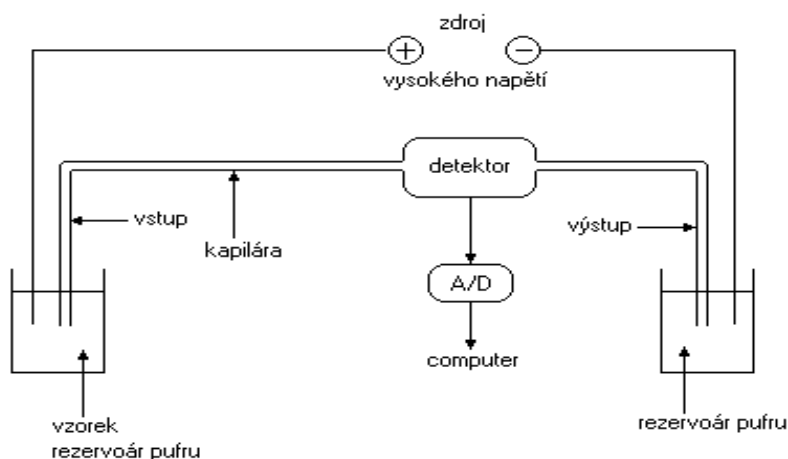 zdroj
+ −
vysokého napětí
detektor
vstup
kapilára
výstup
A/D
computer
vzorek
rezervoár pufru
rezervoár pufru